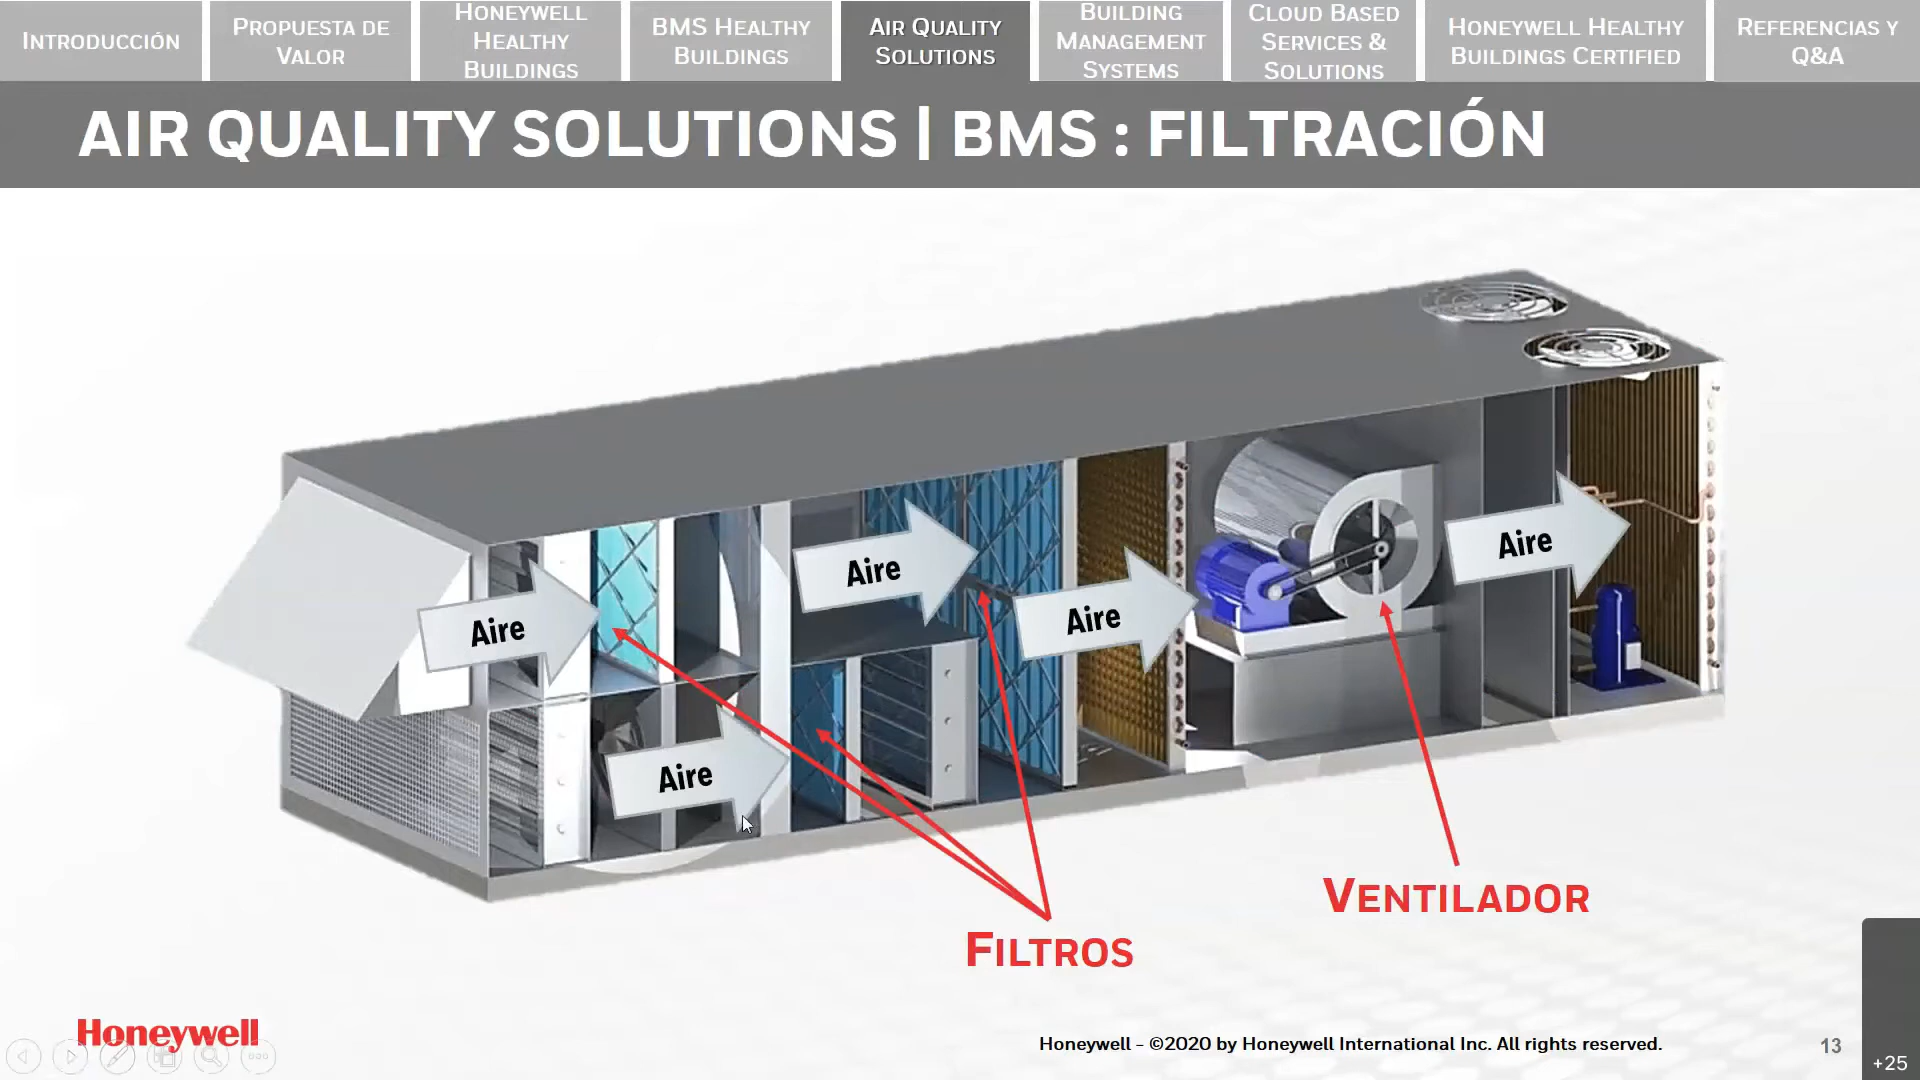 INTRODUCCIÓN
PROPUESTA DE
VALOR
HONEYWELL
HEALTHY
BUILDINGS
BMS HEALTHY
BUILDINGS
AIR QUALITY
SOLUTIONS
BUILDING
MANAGEMENT
SYSTEMS
CLOUD BASED
SERVICES &
SOLUTIONS
HONEYWELL HEALTHY
BUILDINGS CERTIFIED
REFERENCIAS Y
Q&A
AIR QUALITY SOLUTIONS | BMS : FILTRACIÓN
Aire
Aire
Aire
Aire
Aire
VENTILADOR
FILTROS
Honeywell
Honeywell - ©2020 by Honeywell International Inc. All rights reserved.
13
+25